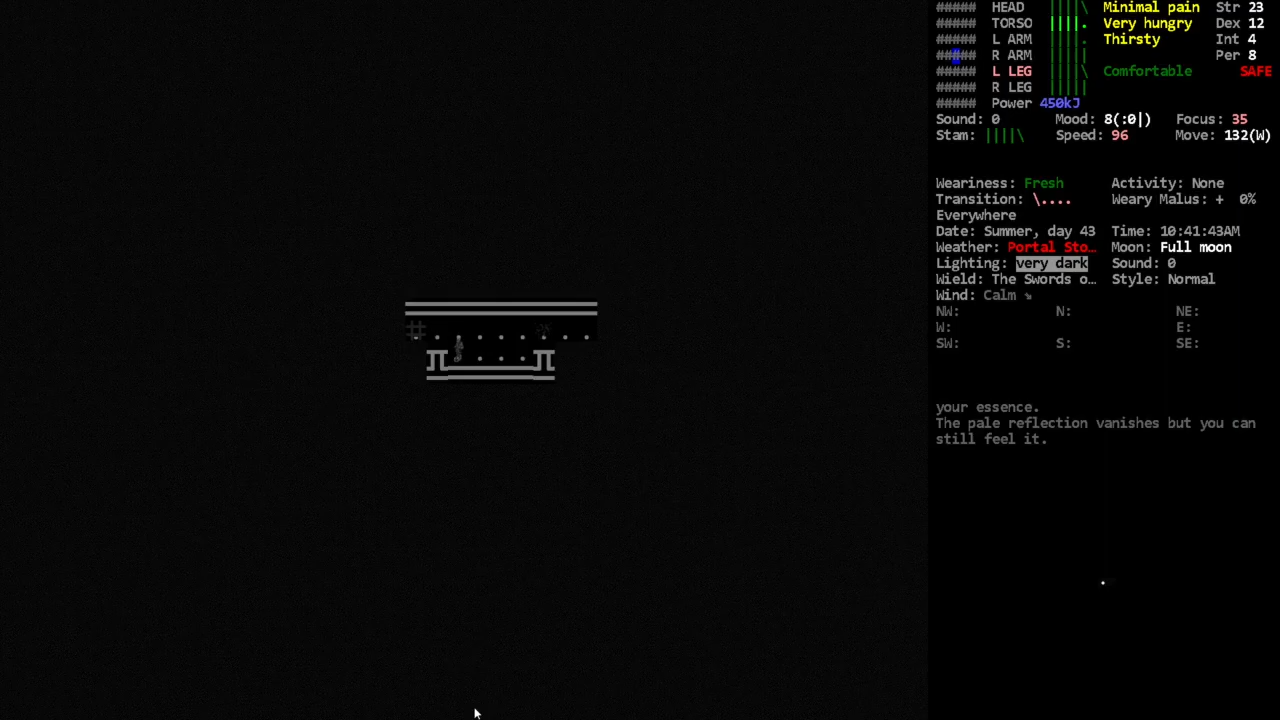 ##### HEAD ||||\ Minimal pain Str 23
##### TORSO ||||. Very hungry Dex 12
##### L ARM ||||. Thirsty Int 4
##### R ARM ||||| Per 8
##### L LEG ||||\ Comfortable SAFE
##### R LEG |||||
##### Power 450kJ
Sound: 0 Mood: 8(:0|) Focus: 35
Stam: ||||\ Speed: 96 Move: 132(W)
Weariness: Fresh Activity: None
Transition: \.... Weary Malus: + 0%
Everywhere
Date: Summer, day 43 Time: 10:41:43AM
Weather: Portal Sto… Moon: Full moon
Lighting: very dark Sound: 0
Wield: The Swords o… Style: Normal
Wind: Calm ↘
NW: N: NE:
W: E:
SW: S: SE:
your essence.
The pale reflection vanishes but you can
still feel it.